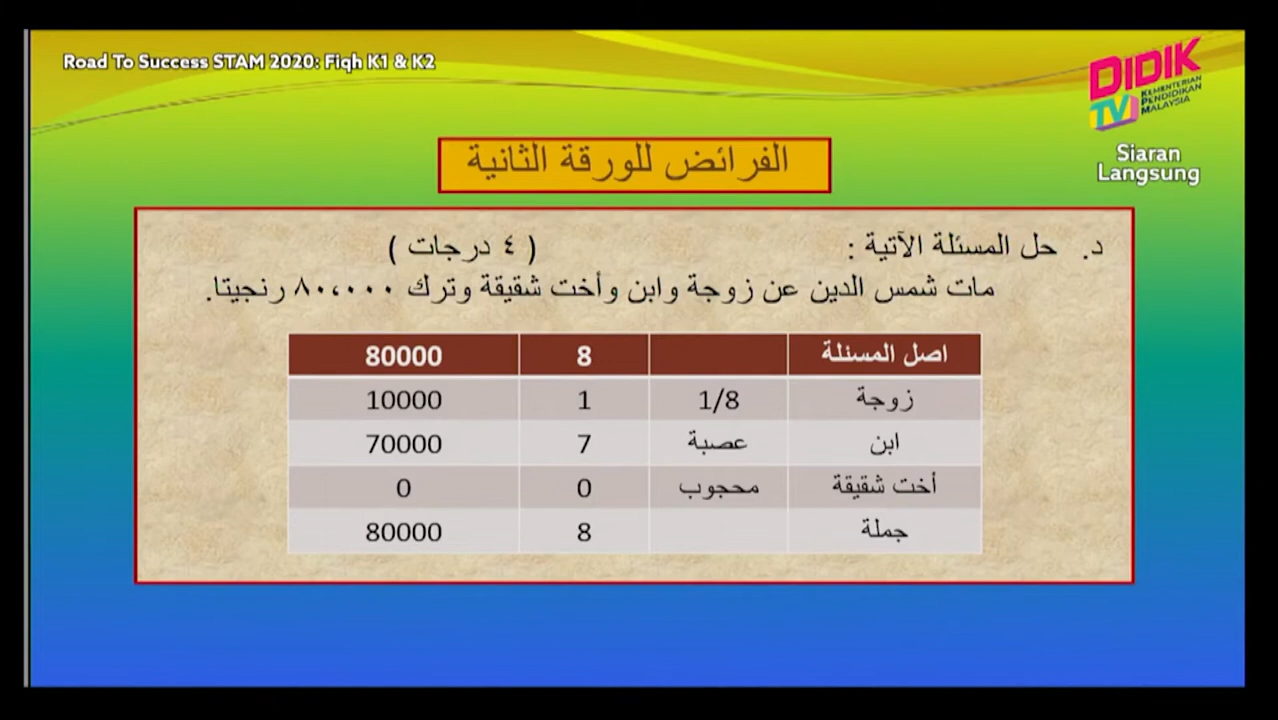 Road To Success STAM 2020: Fiqh K1 & K2
DIDIK
TV KEMENTERIAN
PENDIDIKAN
MALAYSIA
Siaran
Langsung
الفرائض للورقة الثانية
د. حل المسئلة الآتية : ( ٤ درجات )
مات شمس الدين عن زوجة وابن وأخت شقيقة وترك ٨٠،٠٠٠ رنجيتا.
اصل المسئلة 8 80000
زوجة 1/8 1 10000
ابن عصبة 7 70000
أخت شقيقة محجوب 0 0
جملة 8 80000